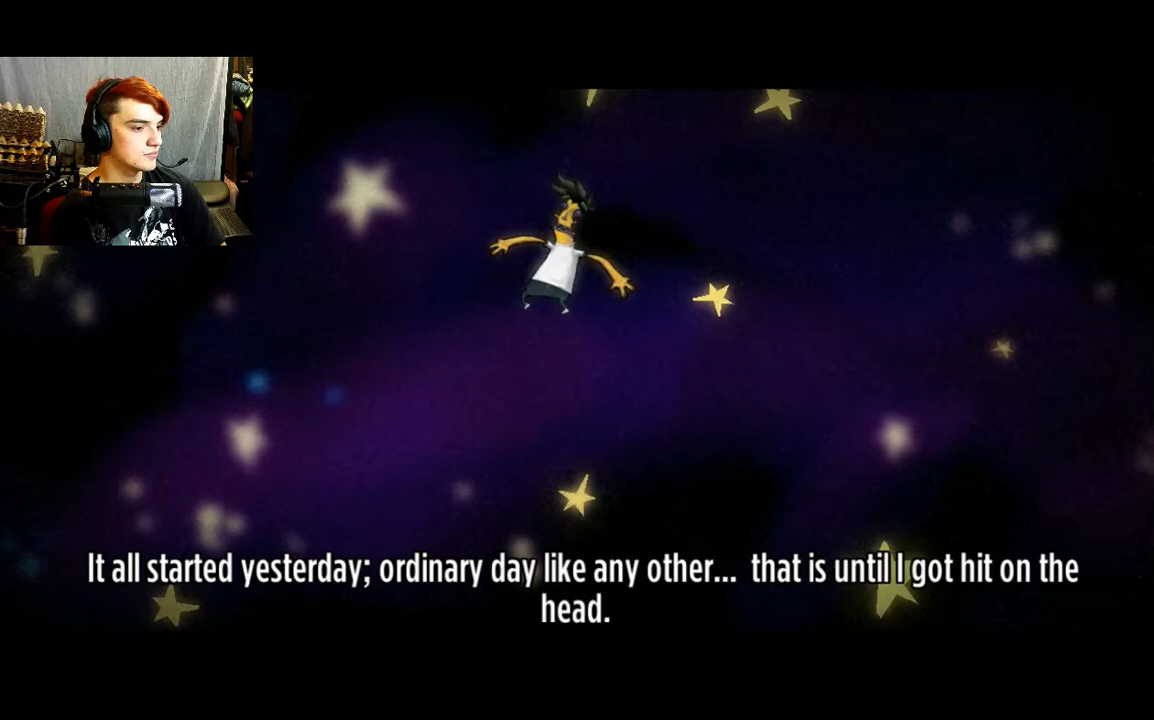 It all started yesterday; ordinary day like any other... that is until I got hit on the
head.